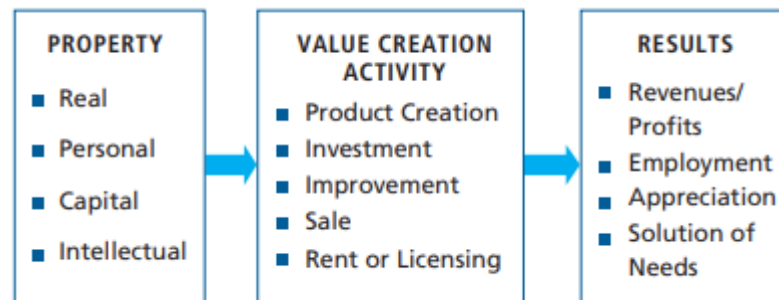 PROPERTY
Real
Personal
Capital
Intellectual
VALUE CREATION
ACTIVITY
Product Creation
Investment
Improvement
Sale
Rent or Licensing
RESULTS
Revenues/
Profits
Employment
Appreciation
Solution of
Needs